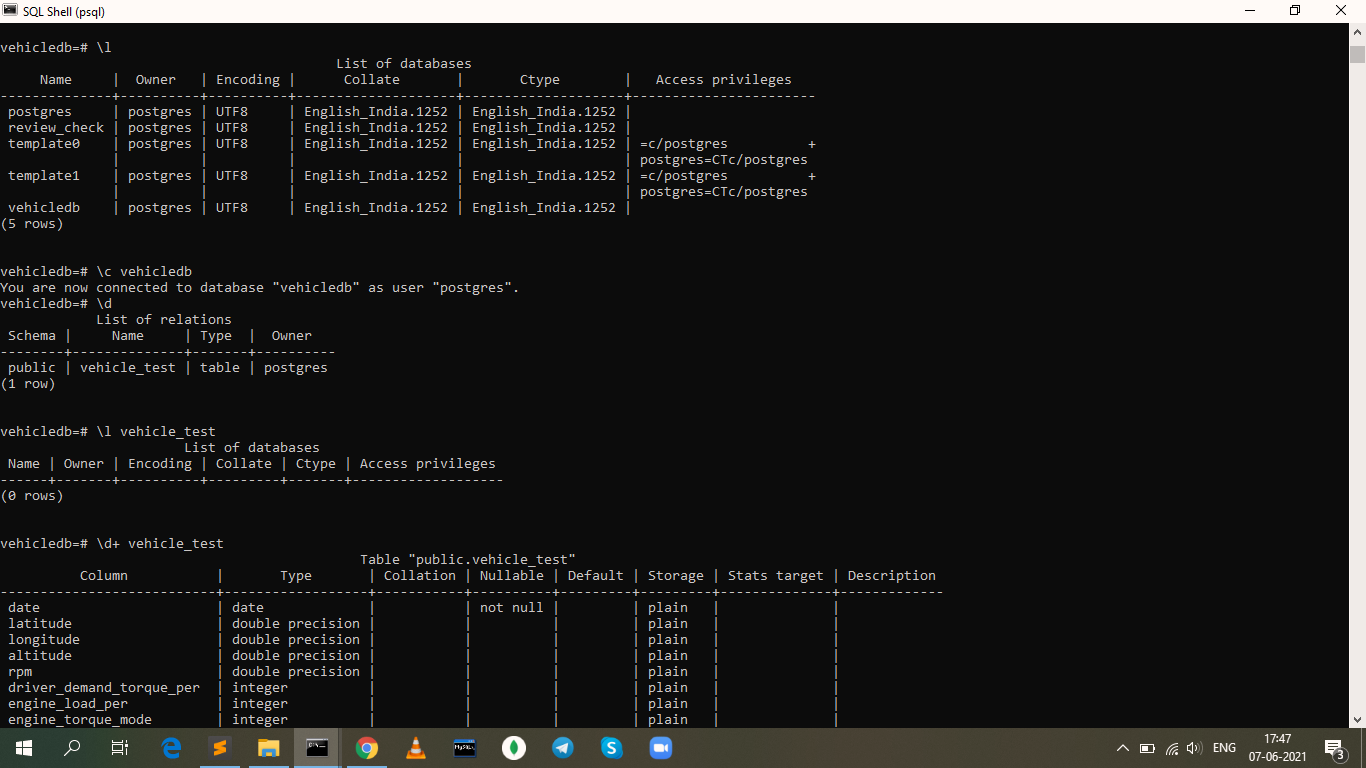 SQL Shell (psql)
vehicledb=# \l
                                          List of databases
     Name     |  Owner   | Encoding |      Collate       |       Ctype        |   Access privileges
--------------+----------+----------+--------------------+--------------------+-----------------------
 postgres     | postgres | UTF8     | English_India.1252 | English_India.1252 |
 review_check | postgres | UTF8     | English_India.1252 | English_India.1252 |
 template0    | postgres | UTF8     | English_India.1252 | English_India.1252 | =c/postgres          +
              |          |          |                    |                    | postgres=CTc/postgres
 template1    | postgres | UTF8     | English_India.1252 | English_India.1252 | =c/postgres          +
              |          |          |                    |                    | postgres=CTc/postgres
 vehicledb    | postgres | UTF8     | English_India.1252 | English_India.1252 |
(5 rows)
vehicledb=# \c vehicledb
You are now connected to database "vehicledb" as user "postgres".
vehicledb=# \d
            List of relations
 Schema |     Name     | Type  |  Owner
--------+--------------+-------+----------
 public | vehicle_test | table | postgres
(1 row)
vehicledb=# \l vehicle_test
                       List of databases
 Name | Owner | Encoding | Collate | Ctype | Access privileges
------+-------+----------+---------+-------+-------------------
(0 rows)
vehicledb=# \d+ vehicle_test
                                             Table "public.vehicle_test"
          Column           |       Type       | Collation | Nullable | Default | Storage | Stats target | Description
---------------------------+------------------+-----------+----------+---------+---------+--------------+-------------
 date                      | date             |           | not null |         | plain   |              |
 latitude                  | double precision |           |          |         | plain   |              |
 longitude                 | double precision |           |          |         | plain   |              |
 altitude                  | double precision |           |          |         | plain   |              |
 rpm                       | double precision |           |          |         | plain   |              |
 driver_demand_torque_per  | integer          |           |          |         | plain   |              |
 engine_load_per           | integer          |           |          |         | plain   |              |
 engine_torque_mode        | integer          |           |          |         | plain   |              |
MySQL
ENG
17:47
07-06-2021
3